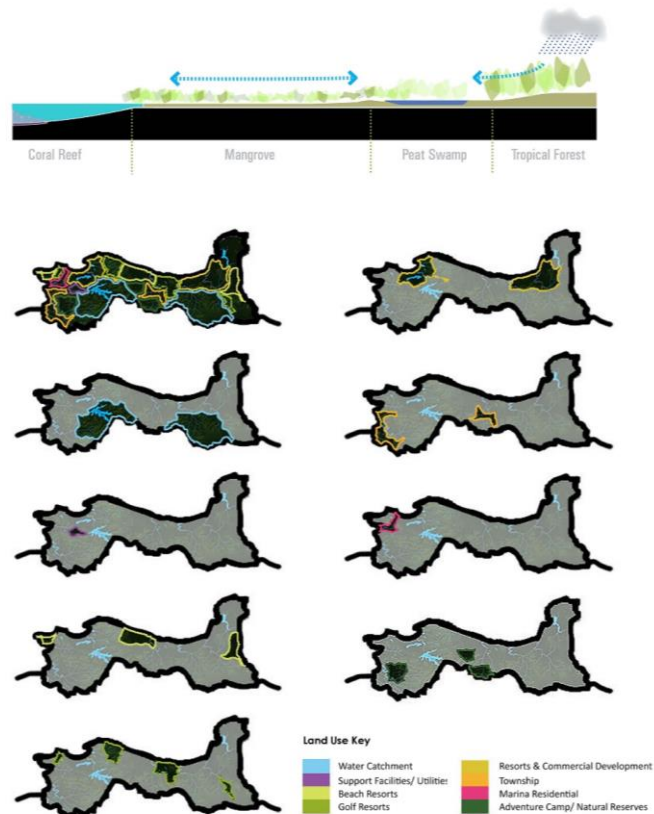 Coral Reef
Mangrove
Peat Swamp
Tropical Forest
Land Use Key
Water Catchment
Support Facilities/ Utilities
Beach Resorts
Golf Resorts
Resorts & Commercial Development
Township
Marina Residential
Adventure Camp/ Natural Reserves